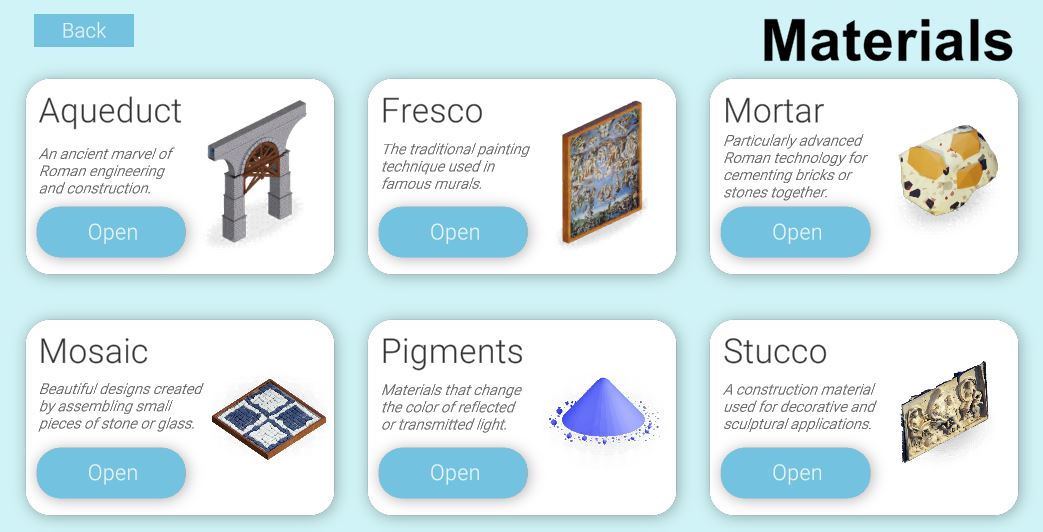 Back
Materials
Aqueduct
An ancient marvel of
Roman engineering
and construction.
Open
Fresco
The traditional painting
technique used in
famous murals.
Open
Mortar
Particularly advanced
Roman technology for
cementing bricks or
stones together.
Open
Mosaic
Beautiful designs created
by assembling small
pieces of stone or glass.
Open
Pigments
Materials that change
the color of reflected
or transmitted light.
Open
Stucco
A construction material
used for decorative and
sculptural applications.
Open